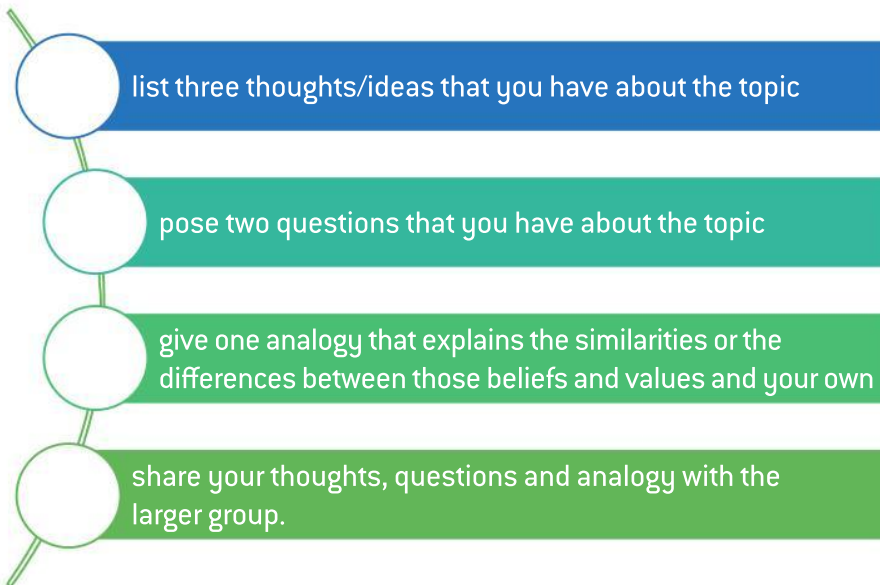 list three thoughts/ideas that you have about the topic
pose two questions that you have about the topic
give one analogy that explains the similarities or the
differences between those beliefs and values and your own
share your thoughts, questions and analogy with the
larger group.